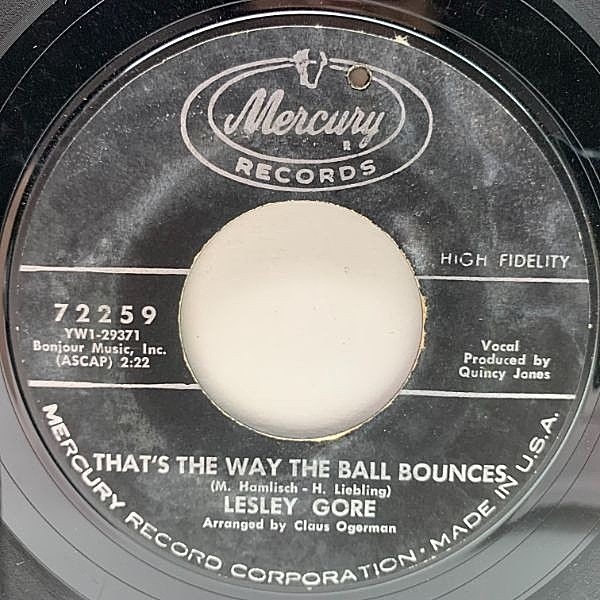 Mercury
R
RECORDS
HIGH FIDELITY
72259
YW1-29371
Bonjour Music, Inc.
(ASCAP) 2:22
Vocal
Produced by
Quincy Jones
THAT'S THE WAY THE BALL BOUNCES
(M. Hamlisch - H. Liebling)
LESLEY GORE
Arranged by Claus Ogerman
MERCURY RECORD CORPORATION · MADE IN U.S.A.